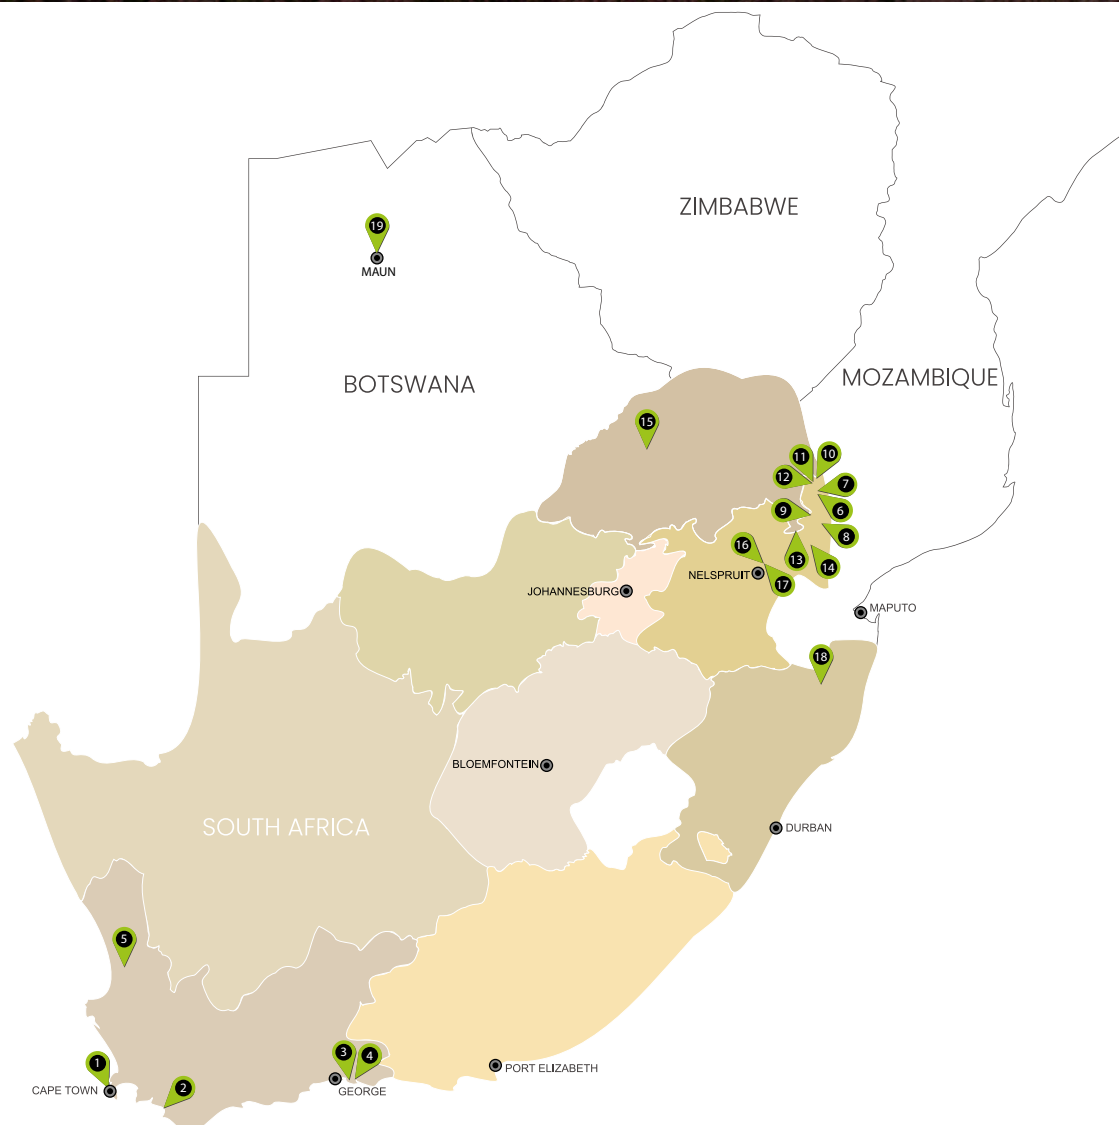 ZIMBABWE
19
MAUN
BOTSWANA
MOZAMBIQUE
15
11
10
12
7
9
6
8
16
13
14
NELSPRUIT
17
JOHANNESBURG
MAPUTO
18
BLOEMFONTEIN
SOUTH AFRICA
DURBAN
5
1
3
4
2
PORT ELIZABETH
CAPE TOWN
GEORGE